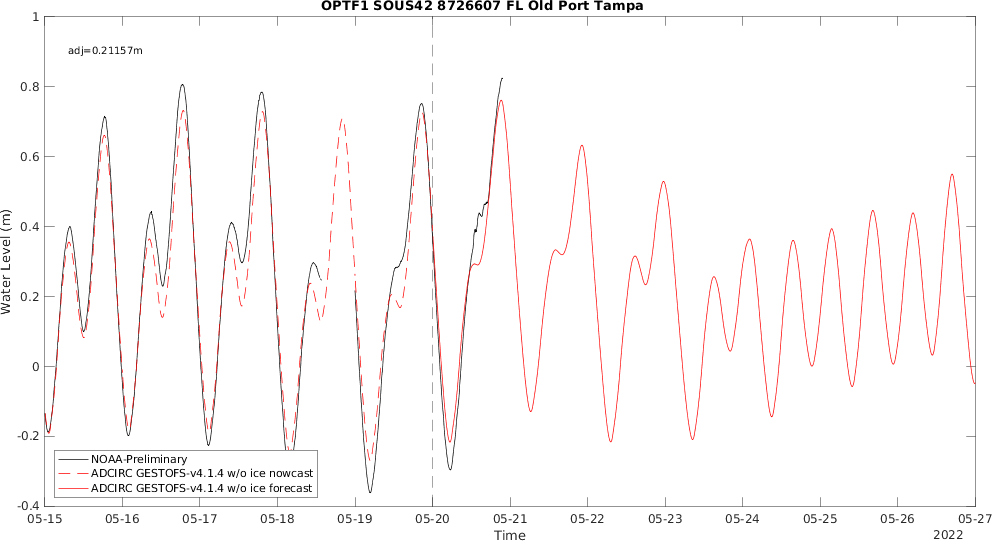 OPTF1 SOUS42 8726607 FL Old Port Tampa
adj=0.21157m
1
0.8
0.6
0.4
0.2
0
-0.2
-0.4
Water Level (m)
NOAA-Preliminary
ADCIRC GESTOFS-v4.1.4 w/o ice nowcast
ADCIRC GESTOFS-v4.1.4 w/o ice forecast
05-15 05-16 05-17 05-18 05-19 05-20 05-21 05-22 05-23 05-24 05-25 05-26 05-27
Time
2022